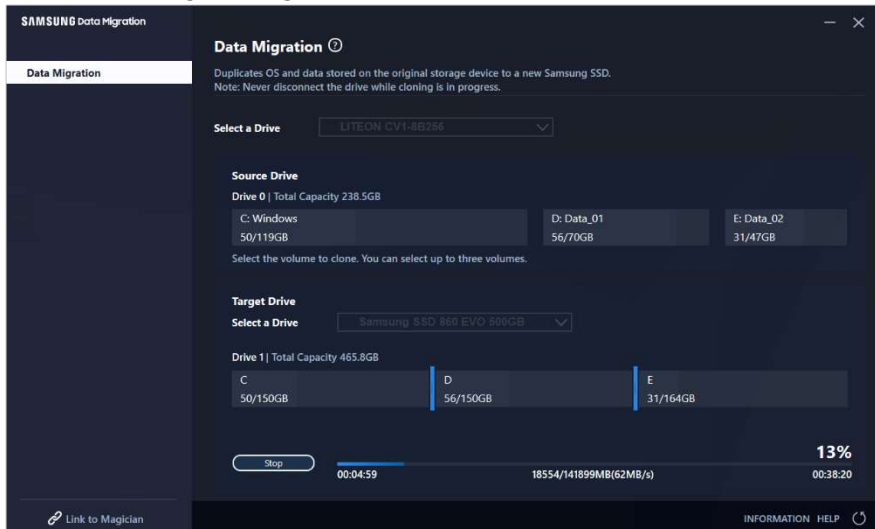 SAMSUNG Data Migration
Data Migration
Data Migration ?
Duplicates OS and data stored on the original storage device to a new Samsung SSD.
Note: Never disconnect the drive while cloning is in progress.
Select a Drive LITEON CV1-8B256
Source Drive
Drive 0 | Total Capacity 238.5GB
C: Windows D: Data_01 E: Data_02
50/119GB 56/70GB 31/47GB
Select the volume to clone. You can select up to three volumes.
Target Drive
Select a Drive Samsung SSD 860 EVO 500GB
Drive 1 | Total Capacity 465.8GB
C D E
50/150GB 56/150GB 31/164GB
13%
Stop
00:04:59 18554/141899MB(62MB/s) 00:38:20
Link to Magician
INFORMATION HELP